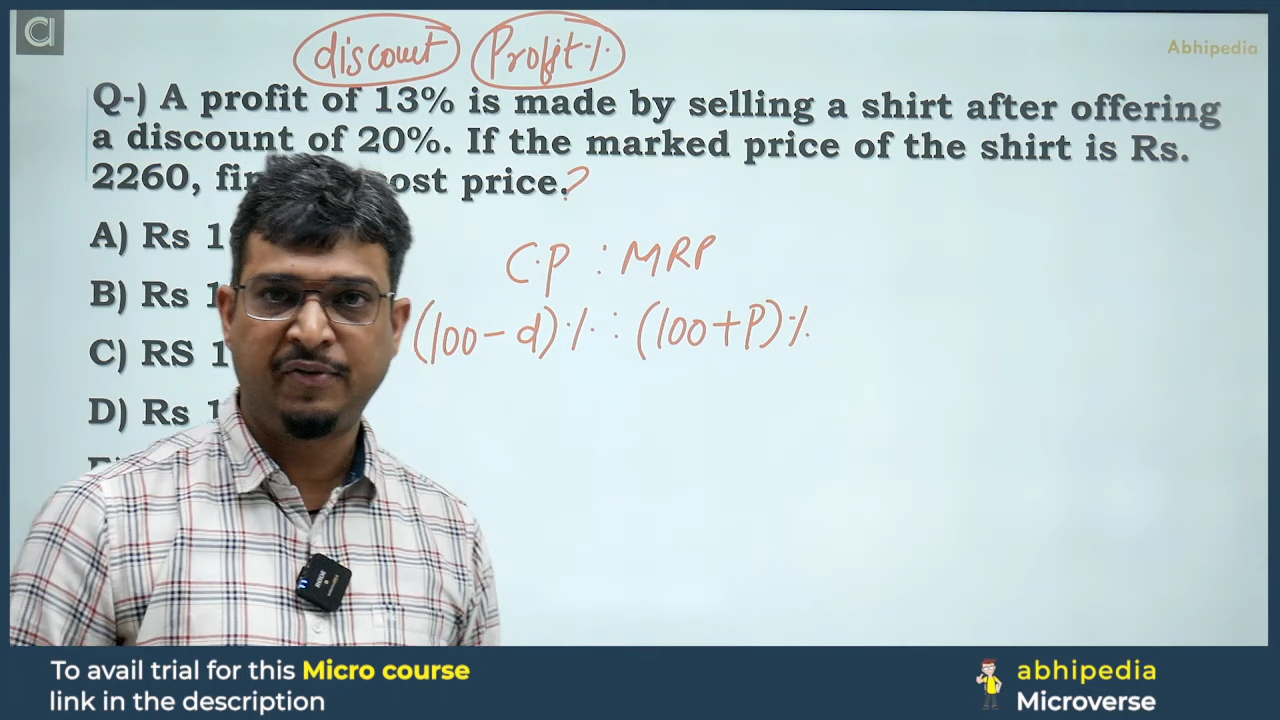 discount Profit%
Abhipedia
Q-) A profit of 13% is made by selling a shirt after offering
a discount of 20%. If the marked price of the shirt is Rs.
2260, cost price.?
A) Rs 1
B) Rs 1
C) RS 1
D) Rs 1
C.P : MRP
(100-d)% : (100+P)%
RODE
To avail trial for this Micro course
link in the description
abhipedia
Microverse